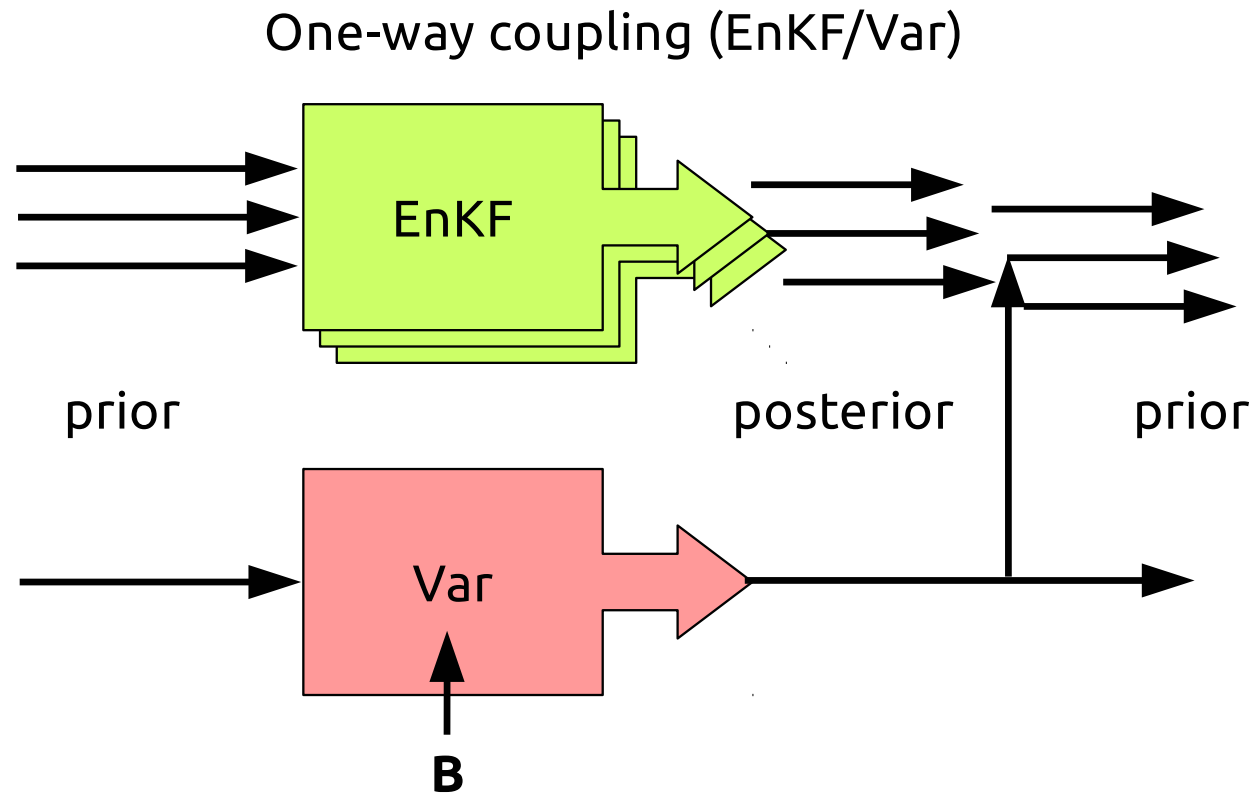 One-way coupling (EnKF/Var)
EnKF
prior
posterior
prior
Var
B